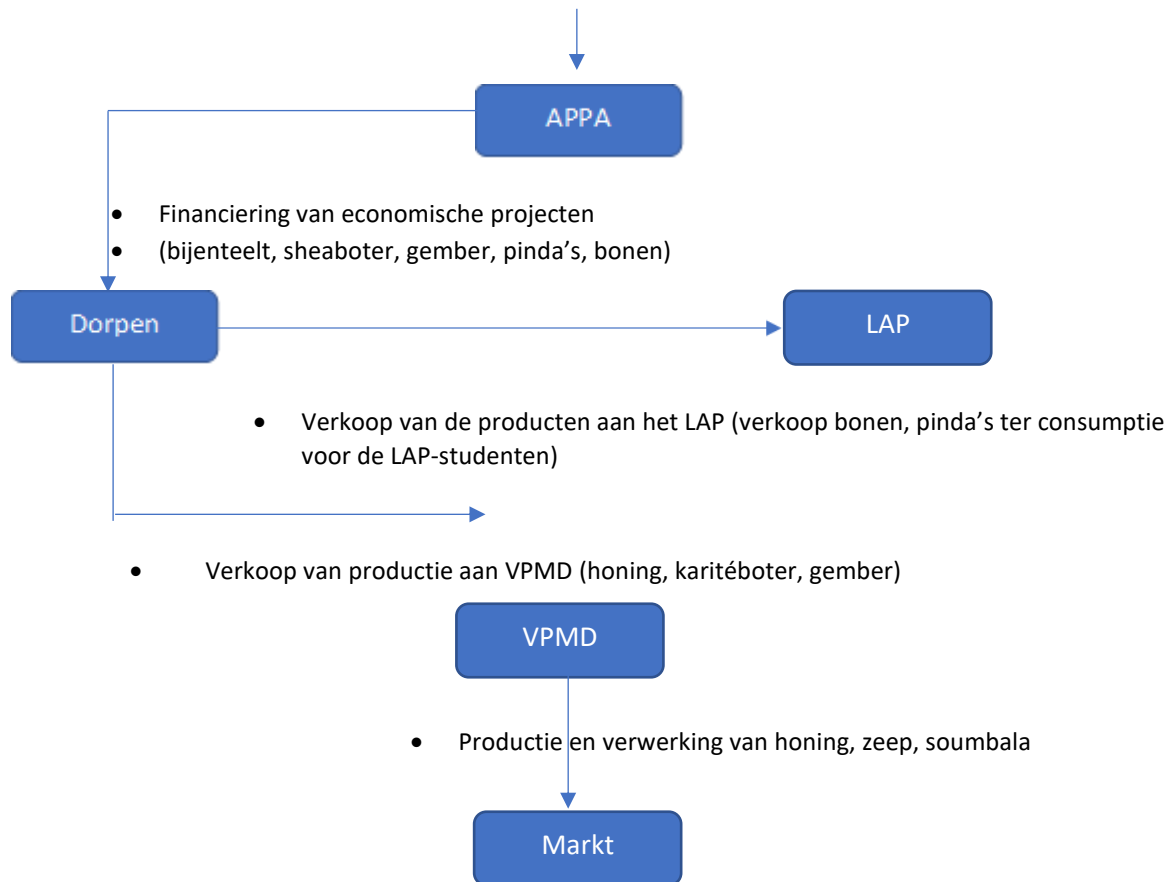 APPA
• Financiering van economische projecten
• (bijenteelt, sheaboter, gember, pinda’s, bonen)
Dorpen
LAP
• Verkoop van de producten aan het LAP (verkoop bonen, pinda’s ter consumptie
voor de LAP-studenten)
• Verkoop van productie aan VPMD (honing, karitéboter, gember)
VPMD
• Productie en verwerking van honing, zeep, soumbala
Markt